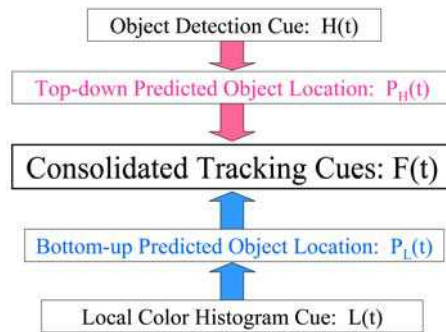 Object Detection Cue: H(t)
Top-down Predicted Object Location: P_H(t)
Consolidated Tracking Cues: F(t)
Bottom-up Predicted Object Location: P_L(t)
Local Color Histogram Cue: L(t)